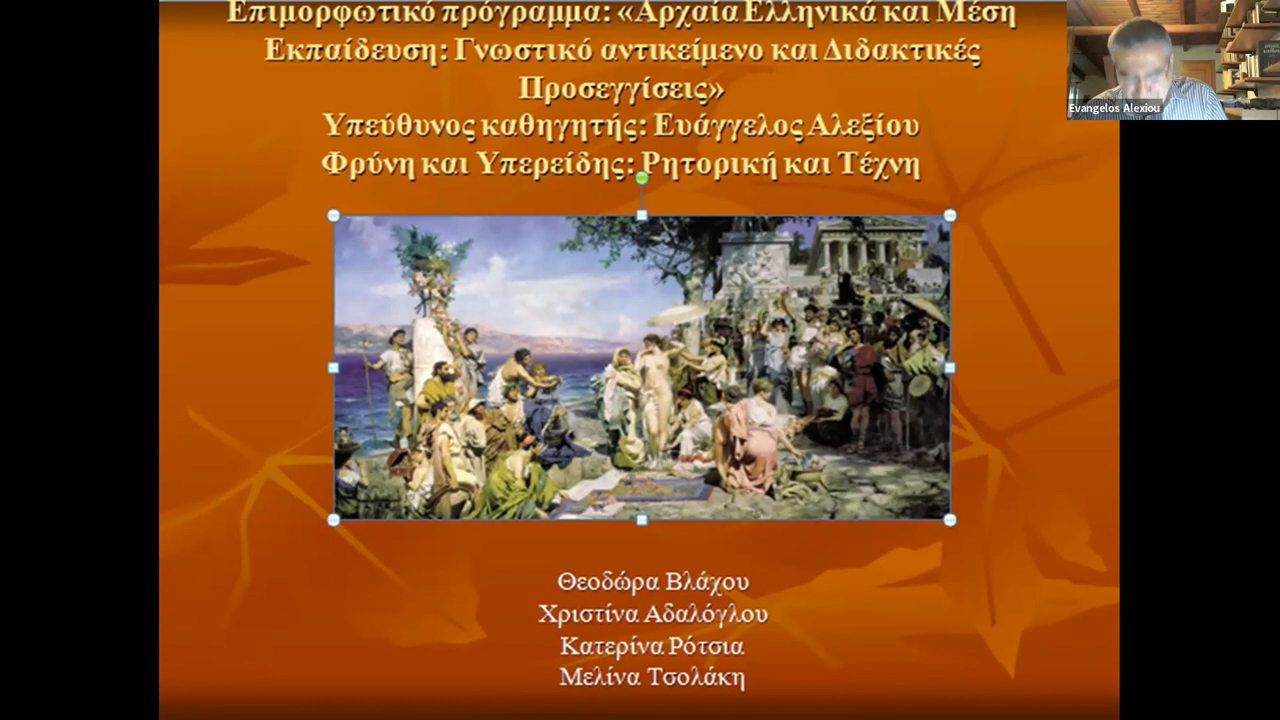 Επιμορφωτικό πρόγραμμα: «Αρχαία Ελληνικά και Μέση
Εκπαίδευση: Γνωστικό αντικείμενο και Διδακτικές
Προσεγγίσεις»
Υπεύθυνος καθηγητής: Ευάγγελος Αλεξίου
Φρύνη και Υπερείδης: Ρητορική και Τέχνη
Evangelos Alexiou
Θεοδώρα Βλάχου
Χριστίνα Αδαλόγλου
Κατερίνα Ρότσια
Μελίνα Τσολάκη